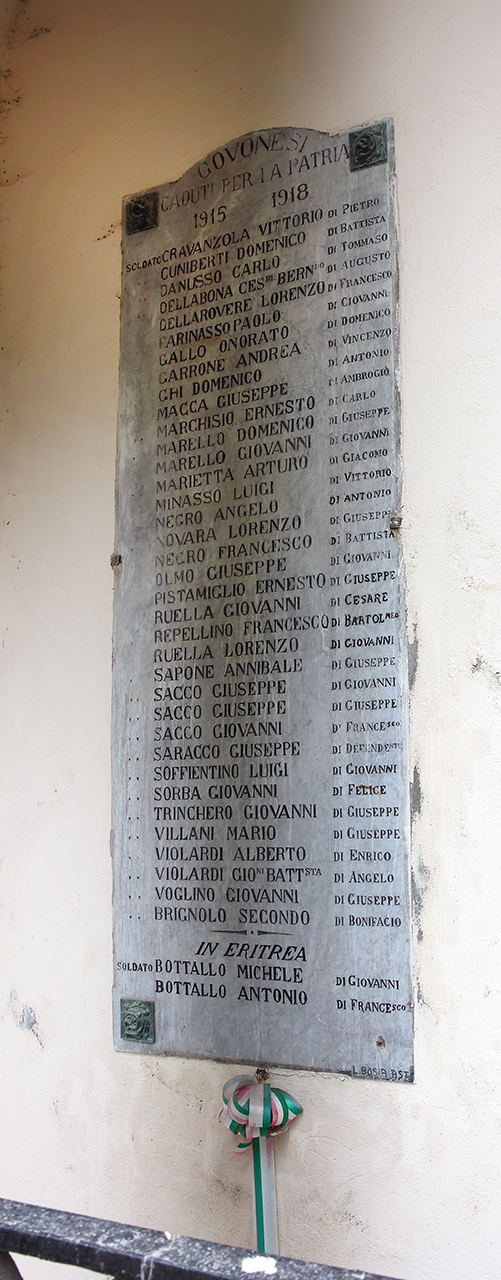 GOVONESI
CADUTI PER LA PATRIA
1915 1918
SOLDATO CRAVANZOLA VITTORIO DI PIETRO
" CUNIBERTI DOMENICO DI BATTISTA
" DANUSSO CARLO DI TOMMASO
" DELLABONA CES.RE BERN.DO DI AUGUSTO
" DELLAROVERE LORENZO DI FRANCESCO
" FARINASSO PAOLO DI GIOVANNI
" GALLO ONORATO DI DOMENICO
" GARRONE ANDREA DI VINCENZO
" GHI DOMENICO DI ANTONIO
" MACCA GIUSEPPE DI AMBROGIO
" MARCHISIO ERNESTO DI CARLO
" MARELLO DOMENICO DI GIUSEPPE
" MARELLO GIOVANNI DI GIOVANNI
" MARIETTA ARTURO DI GIACOMO
" MINASSO LUIGI DI VITTORIO
" NEGRO ANGELO DI ANTONIO
" NOVARA LORENZO DI GIUSEPPE
" NEGRO FRANCESCO DI BATTISTA
" OLMO GIUSEPPE DI GIOVANNI
" PISTAMIGLIO ERNESTO DI GIUSEPPE
" RUELLA GIOVANNI DI CESARE
" REPELLINO FRANCESCO DI BARTOLMEO
" RUELLA LORENZO DI GIOVANNI
" SAPONE ANNIBALE DI GIUSEPPE
" SACCO GIUSEPPE DI GIOVANNI
" SACCO GIUSEPPE DI GIUSEPPE
" SACCO GIOVANNI DI FRANCESCO
" SARACCO GIUSEPPE DI DEFENDENTE
" SOFFIENTINO LUIGI DI GIOVANNI
" SORBA GIOVANNI DI FELICE
" TRINCHERO GIOVANNI DI GIUSEPPE
" VILLANI MARIO DI GIUSEPPE
" VIOLARDI ALBERTO DI ENRICO
" VIOLARDI GIO.NI BATT.STA DI ANGELO
" VOGLINO GIOVANNI DI GIUSEPPE
" BRIGNOLO SECONDO DI BONIFACIO
IN ERITREA
SOLDATO BOTTALLO MICHELE DI GIOVANNI
BOTTALLO ANTONIO DI FRANCESCO
L. BOSIA AST